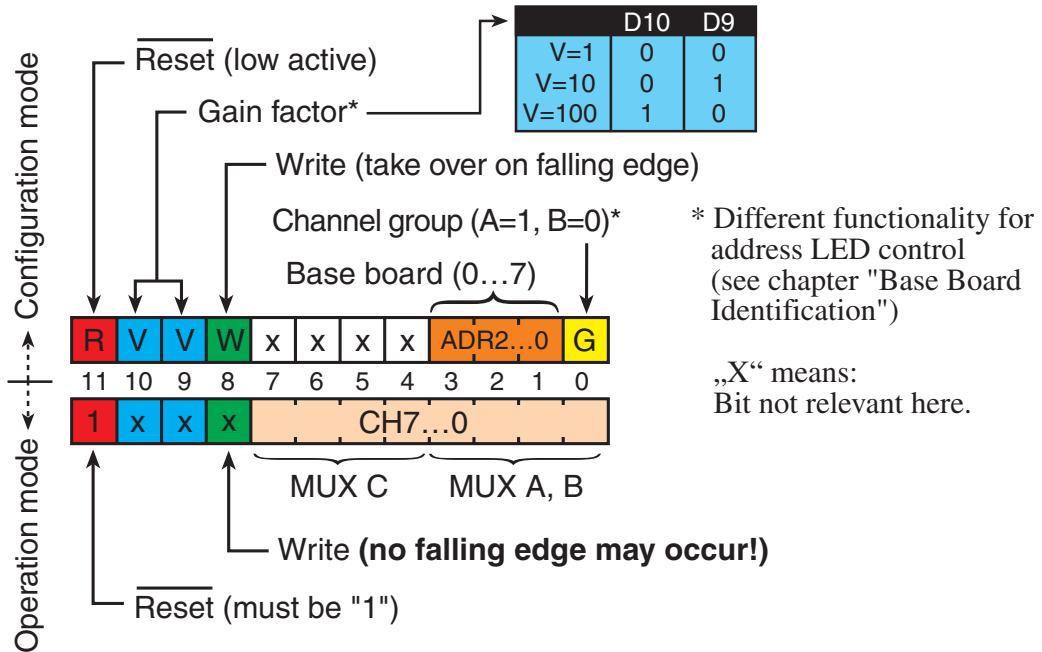 D10 D9
V=1 0 0
V=10 0 1
V=100 1 0
Configuration mode
Reset (low active)
Gain factor*
Write (take over on falling edge)
Channel group (A=1, B=0)*
Base board (0…7)
* Different functionality for
address LED control
(see chapter "Base Board
Identification")
R V V W x x x x ADR2…0 G
11 10 9 8 7 6 5 4 3 2 1 0
1 x x x CH7…0
„X“ means:
Bit not relevant here.
MUX C MUX A, B
Operation mode
Write (no falling edge may occur!)
Reset (must be "1")